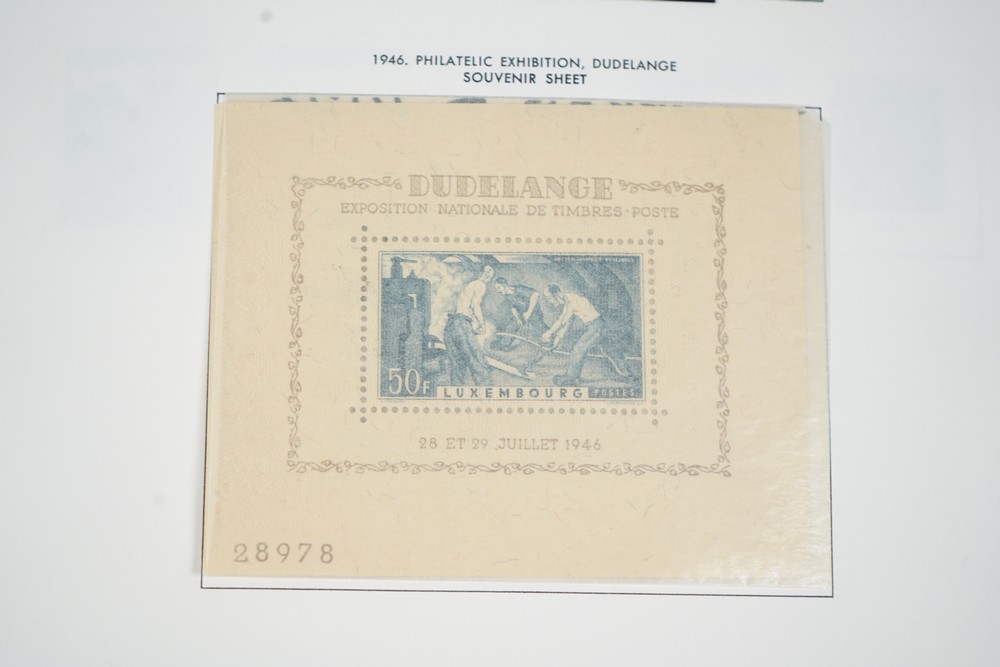 1946. PHILATELIC EXHIBITION, DUDELANGE
SOUVENIR SHEET
DUDELANGE
EXPOSITION NATIONALE DE TIMBRES-POSTE
50F
LUXEMBOURG POSTES
28 ET 29 JUILLET 1946
28978